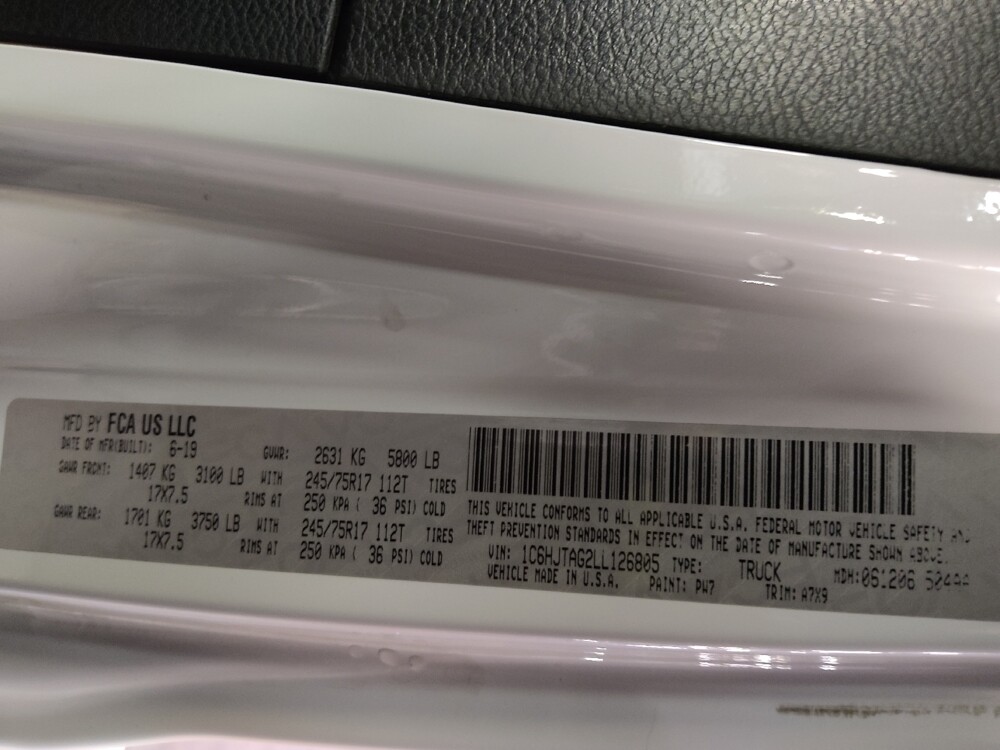 MFD BY FCA US LLC
DATE OF MFR(BUILT): 6-19 GVWR: 2631 KG 5800 LB
GAWR FRONT: 1407 KG 3100 LB WITH 245/75R17 112T TIRES
17X7.5 RIMS AT 250 KPA ( 36 PSI) COLD
GAWR REAR: 1701 KG 3750 LB WITH 245/75R17 112T TIRES
17X7.5 RIMS AT 250 KPA ( 36 PSI) COLD
THIS VEHICLE CONFORMS TO ALL APPLICABLE U.S.A. FEDERAL MOTOR VEHICLE SAFETY AND
THEFT PREVENTION STANDARDS IN EFFECT ON THE DATE OF MANUFACTURE SHOWN ABOVE.
VIN: 1C6HJTAG2LL126805 TYPE: TRUCK MDH: 061206
VEHICLE MADE IN U.S.A. PAINT: PW7 TRIM: A7X9